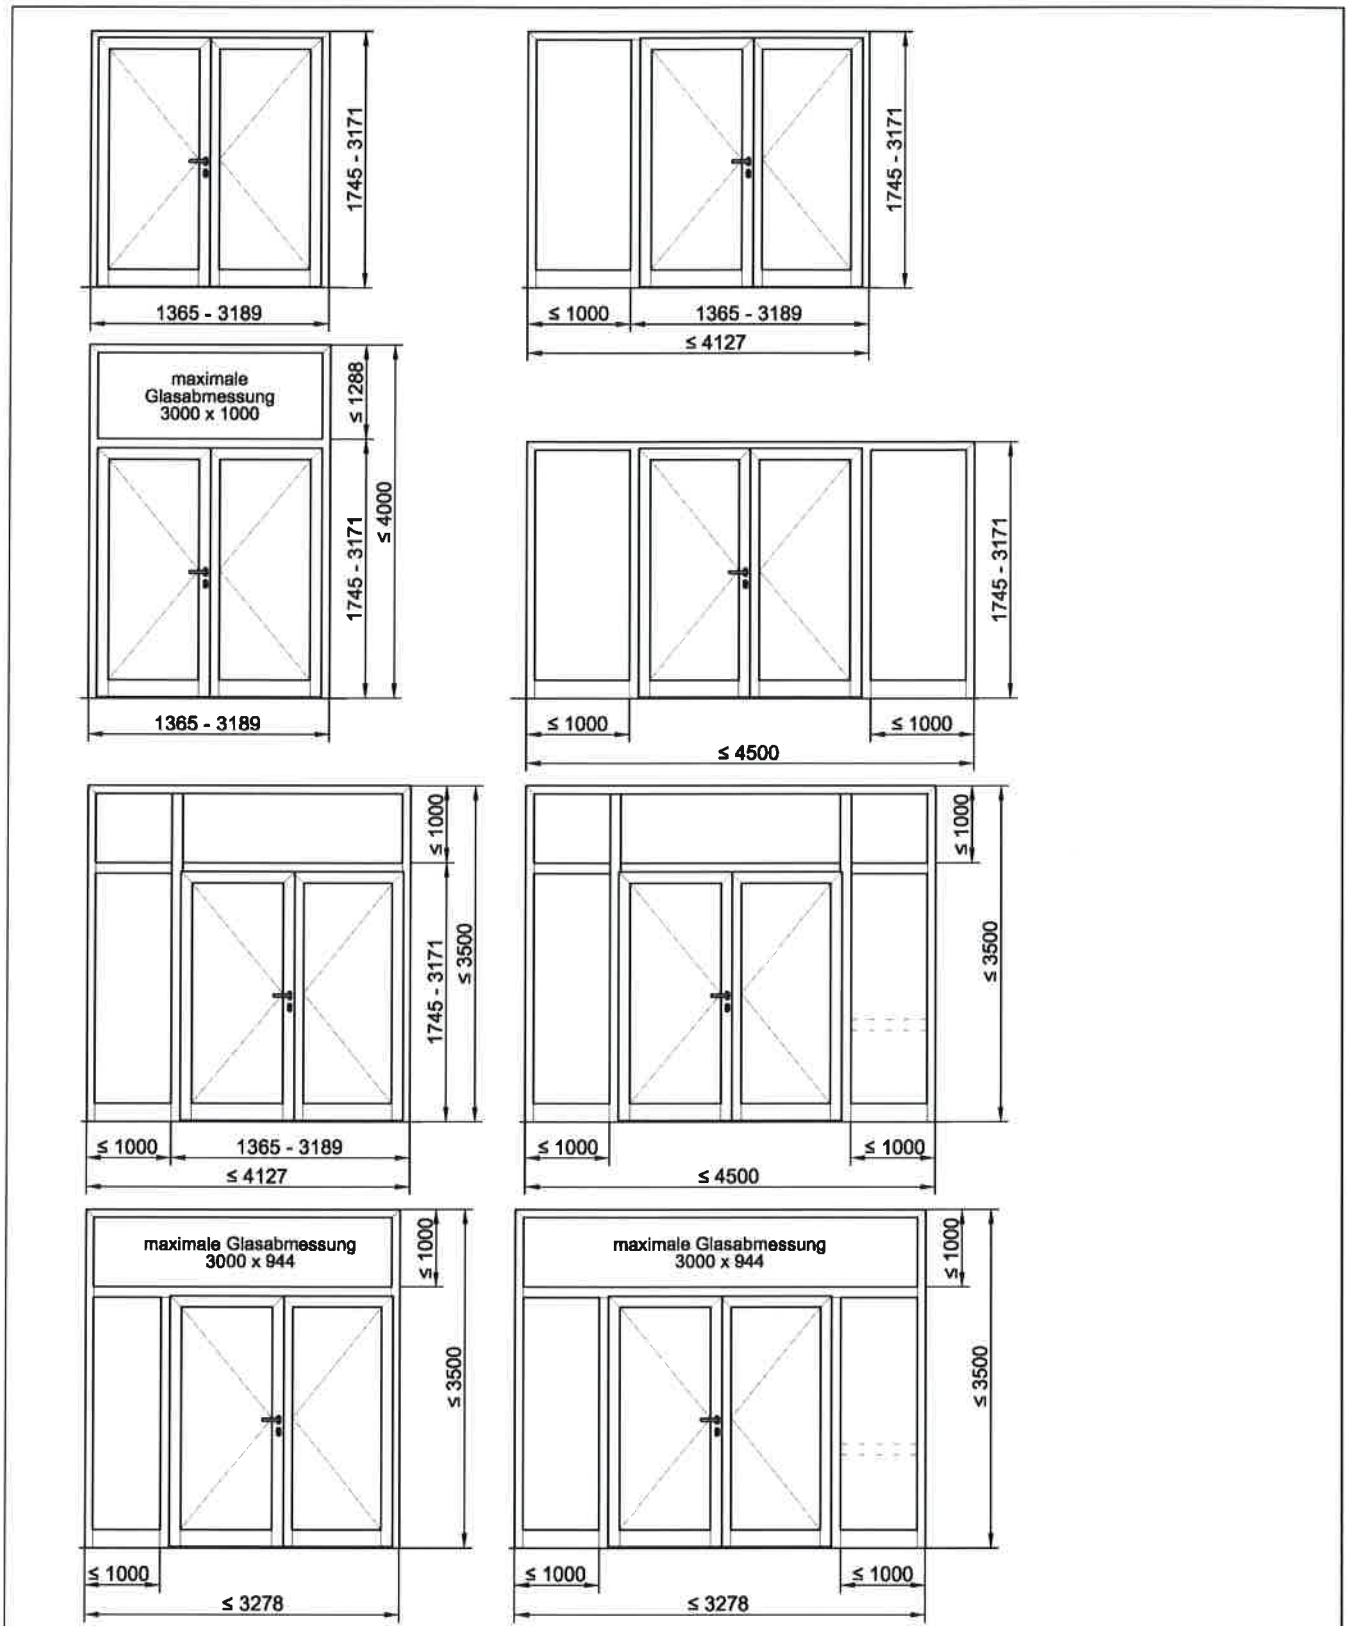 1745 - 3171
1365 - 3189
1745 - 3171
≤ 1000
1365 - 3189
≤ 4127
maximale
Glasabmessung
3000 x 1000
≤ 1288
1745 - 3171
≤ 4000
1365 - 3189
1745 - 3171
≤ 1000
≤ 1000
≤ 4500
≤ 1000
1745 - 3171
≤ 3500
≤ 1000
1365 - 3189
≤ 4127
≤ 1000
≤ 3500
≤ 1000
≤ 1000
≤ 4500
maximale Glasabmessung
3000 x 944
≤ 1000
≤ 3500
≤ 1000
≤ 3278
maximale Glasabmessung
3000 x 944
≤ 1000
≤ 3500
≤ 1000
≤ 1000
≤ 3278